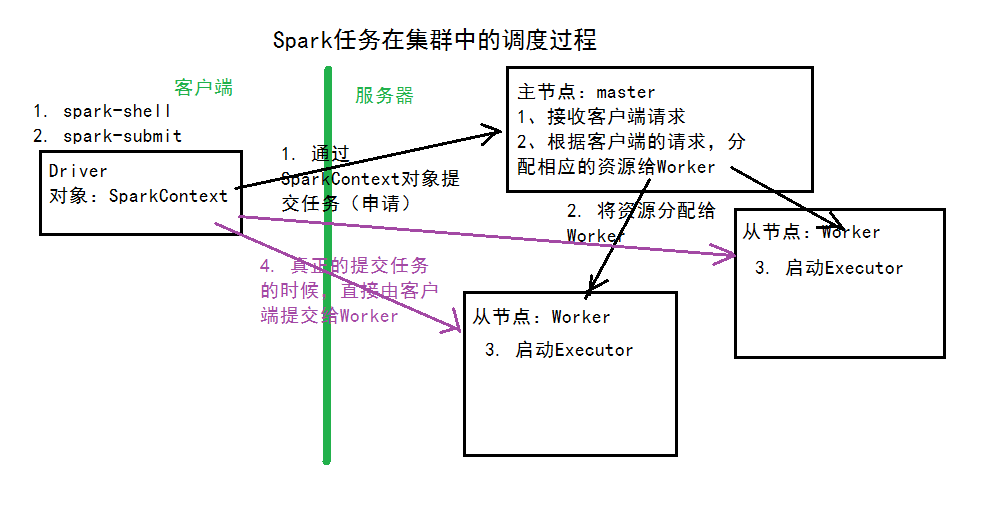 Spark任务在集群中的调度过程
客户端
服务器
1. spark-shell
2. spark-submit
Driver
对象：SparkContext
1. 通过
SparkContext对象提
交任务（申请）
主节点：master
1、接收客户端请求
2、根据客户端的请求，分
配相应的资源给Worker
2. 将资源分配给
Worker
从节点：Worker
3. 启动Executor
4. 真正的提交任务
的时候，直接由客户
端提交给Worker
从节点：Worker
3. 启动Executor